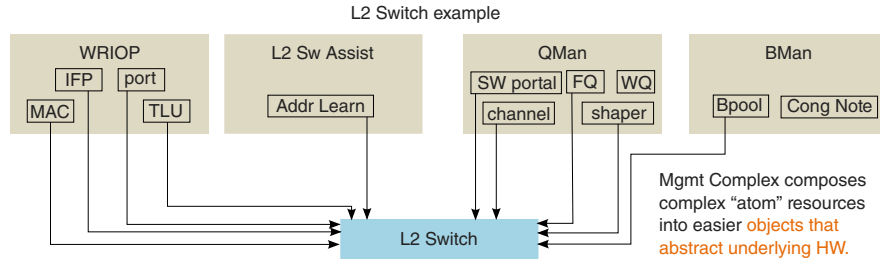 L2 Switch example
WRIOP
IFP
port
MAC
TLU
L2 Sw Assist
Addr Learn
QMan
SW portal
FQ
WQ
channel
shaper
BMan
Bpool
Cong Note
L2 Switch
Mgmt Complex composes
complex “atom” resources
into easier objects that
abstract underlying HW.